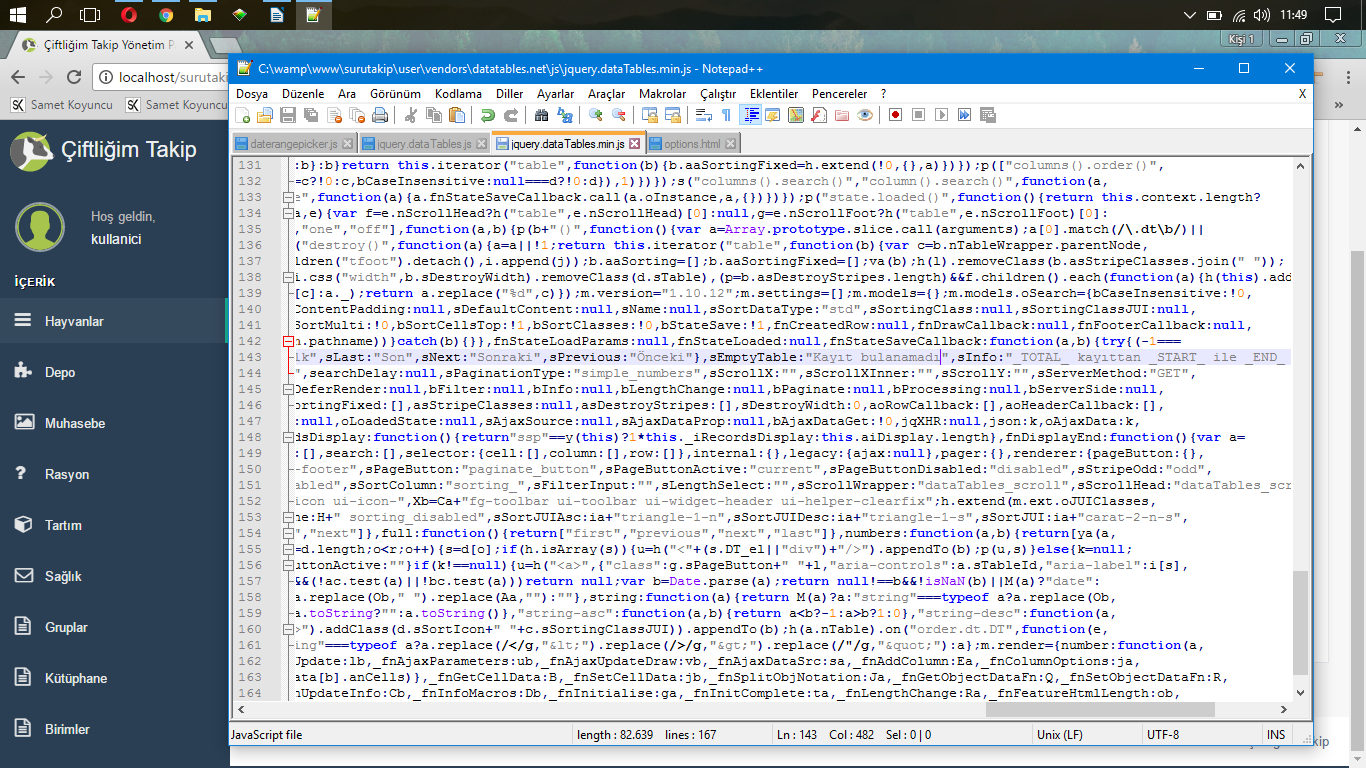 11:49
Çiftliğim Takip Yönetim P
Kişi 1
localhost/surutaki
Samet Koyuncu
Samet Koyuncu
C:\wamp\www\surutakip\user\vendors\datatables.net\js\jquery.dataTables.min.js - Notepad++
Dosya Düzenle Ara Görünüm Kodlama Diller Ayarlar Araçlar Makrolar Çalıştır Eklentiler Pencereler ? X
daterangepicker.js jquery.dataTables.js jquery.dataTables.min.js options.html
Çiftliğim Takip
Hoş geldin,
kullanici
İÇERİK
Hayvanlar
Depo
Muhasebe
Rasyon
Tartım
Sağlık
Gruplar
Kütüphane
Birimler
131 :b}:b}return this.iterator("table",function(b){b.aaSortingFixed=h.extend(!0,{},a)})});p(["columns().order()",
132 =c?!0:c,bCaseInsensitive:null===d?!0:d}),1)})});s("columns().search()","column().search()",function(a,
133 e",function(a){a.fnStateSaveCallback.call(a.oInstance,a,{})})});p("state.loaded()",function(){return this.context.length?
134 a,e){var f=e.nScrollHead?h("table",e.nScrollHead)[0]:null,g=e.nScrollFoot?h("table",e.nScrollFoot)[0]:
135 ,"one","off"],function(a,b){p(b+"()",function(){var a=Array.prototype.slice.call(arguments);a[0].match(/\.dt\b/)||
136 ("destroy()",function(a){a=a||!1;return this.iterator("table",function(b){var c=b.nTableWrapper.parentNode,
137 ldren("tfoot").detach(),i.append(j));b.aaSorting=[];b.aaSortingFixed=[];va(b);h(l).removeClass(b.asStripeClasses.join(" "));
138 i.css("width",b.sDestroyWidth).removeClass(d.sTable),(p=b.asDestroyStripes.length)&&f.children().each(function(a){h(this).add
139 [c]:a._);return a.replace("%d",c)});m.version="1.10.12";m.settings=[];m.models={};m.models.oSearch={bCaseInsensitive:!0,
140 ContentPadding:null,sDefaultContent:null,sName:null,sSortDataType:"std",sSortingClass:null,sSortingClassJUI:null,
141 SortMulti:!0,bSortCellsTop:!1,bSortClasses:!0,bStateSave:!1,fnCreatedRow:null,fnDrawCallback:null,fnFooterCallback:null,
142 n.pathname))}catch(b){}},fnStateLoadParams:null,fnStateLoaded:null,fnStateSaveCallback:function(a,b){try{(-1===
143 lk",sLast:"Son",sNext:"Sonraki",sPrevious:"Önceki"},sEmptyTable:"Kayıt bulanamadı",sInfo:"_TOTAL_ kayıttan _START_ ile _END_
144 ",searchDelay:null,sPaginationType:"simple_numbers",sScrollX:"",sScrollXInner:"",sScrollY:"",sServerMethod:"GET",
145 DeferRender:null,bFilter:null,bInfo:null,bLengthChange:null,bPaginate:null,bProcessing:null,bServerSide:null,
146 ortingFixed:[],asStripeClasses:null,asDestroyStripes:[],sDestroyWidth:0,aoRowCallback:[],aoHeaderCallback:[],
147 :null,oLoadedState:null,sAjaxSource:null,sAjaxDataProp:null,bAjaxDataGet:!0,jqXHR:null,json:k,oAjaxData:k,
148 dsDisplay:function(){return"ssp"==y(this)?1*this._iRecordsDisplay:this.aiDisplay.length},fnDisplayEnd:function(){var a=
149 :[],search:[],selector:{cell:[],column:[],row:[]},internal:{},legacy:{ajax:null},pager:{},renderer:{pageButton:{},
150 -footer",sPageButton:"paginate_button",sPageButtonActive:"current",sPageButtonDisabled:"disabled",sStripeOdd:"odd",
151 abled",sSortColumn:"sorting_",sFilterInput:"",sLengthSelect:"",sScrollWrapper:"dataTables_scroll",sScrollHead:"dataTables_scr
152 icon ui-icon-",Xb=Ca+"fg-toolbar ui-toolbar ui-widget-header ui-helper-clearfix";h.extend(m.ext.oJUIClasses,
153 ne:H+" sorting_disabled",sSortJUIAsc:ia+"triangle-1-n",sSortJUIDesc:ia+"triangle-1-s",sSortJUI:ia+"carat-2-n-s",
154 ","next"]},full:function(){return["first","previous","next","last"]},numbers:function(a,b){return[ya(a,
155 =d.length;o<r;o++){s=d[o];if(h.isArray(s)){u=h("<"+(s.DT_el||"div")+"/>").appendTo(b);p(u,s)}else{k=null;
156 uttonActive:""}if(k!==null){u=h("<a>",{"class":g.sPageButton+" "+l,"aria-controls":a.sTableId,"aria-label":i[s],
157 &&(!ac.test(a)||!bc.test(a)))return null;var b=Date.parse(a);return null!==b&&!isNaN(b)||M(a)?"date":
158 a.replace(Ob," ").replace(Aa,""):""},string:function(a){return M(a)?a:"string"===typeof a?a.replace(Ob,
159 a.toString?"":a.toString()},"string-asc":function(a,b){return a<b?-1:a>b?1:0},"string-desc":function(a,
160 >").addClass(d.sSortIcon+" "+c.sSortingClassJUI)).appendTo(b);h(a.nTable).on("order.dt.DT",function(e,
161 ing"===typeof a?a.replace(/</g,"&lt;").replace(/>/g,"&gt;").replace(/"/g,"&quot;"):a};m.render={number:function(a,
162 Update:lb,_fnAjaxParameters:ub,_fnAjaxUpdateDraw:vb,_fnAjaxDataSrc:sa,_fnAddColumn:Ea,_fnColumnOptions:ja,
163 ata[b].anCells)},_fnGetCellData:B,_fnSetCellData:jb,_fnSplitObjNotation:Ja,_fnGetObjectDataFn:Q,_fnSetObjectDataFn:R,
164 nUpdateInfo:Cb,_fnInfoMacros:Db,_fnInitialise:ga,_fnInitComplete:ta,_fnLengthChange:Ra,_fnFeatureHtmlLength:ob,
JavaScript file length : 82.639 lines : 167 Ln : 143 Col : 482 Sel : 0 | 0 Unix (LF) UTF-8 INS
kip